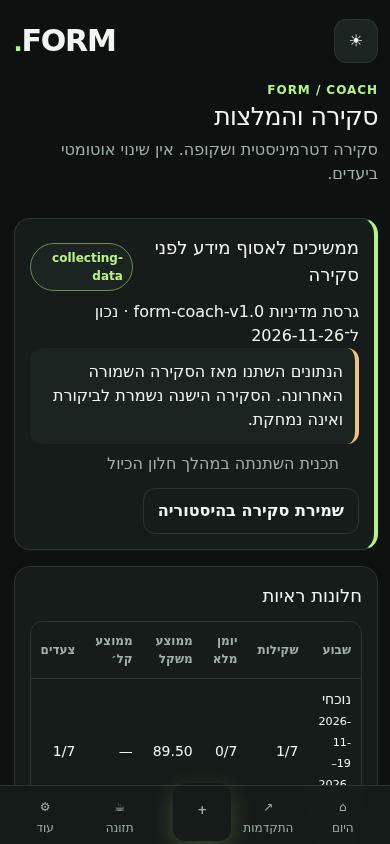 FORM.
FORM / COACH
סקירה והמלצות
סקירה דטרמיניסטית ושקופה. אין שינוי אוטומטי
ביעדים.
ממשיכים לאסוף מידע לפני
סקירה
collecting-
data
גרסת מדיניות form-coach-v1.0 · נכון
ל־2026-11-26
הנתונים השתנו מאז הסקירה השמורה
האחרונה. הסקירה הישנה נשמרת לביקורת
ואינה נמחקת.
תכנית השתנתה במהלך חלון הכיול
שמירת סקירה בהיסטוריה
חלונות ראיות
שבוע
שקילות
יומן
מלא
ממוצע
משקל
ממוצע
קל׳
צעדים
נוכחי
2026-
11-
19–
2026-
1/7
0/7
89.50
—
1/7
היום
התקדמות
+
תזונה
עוד